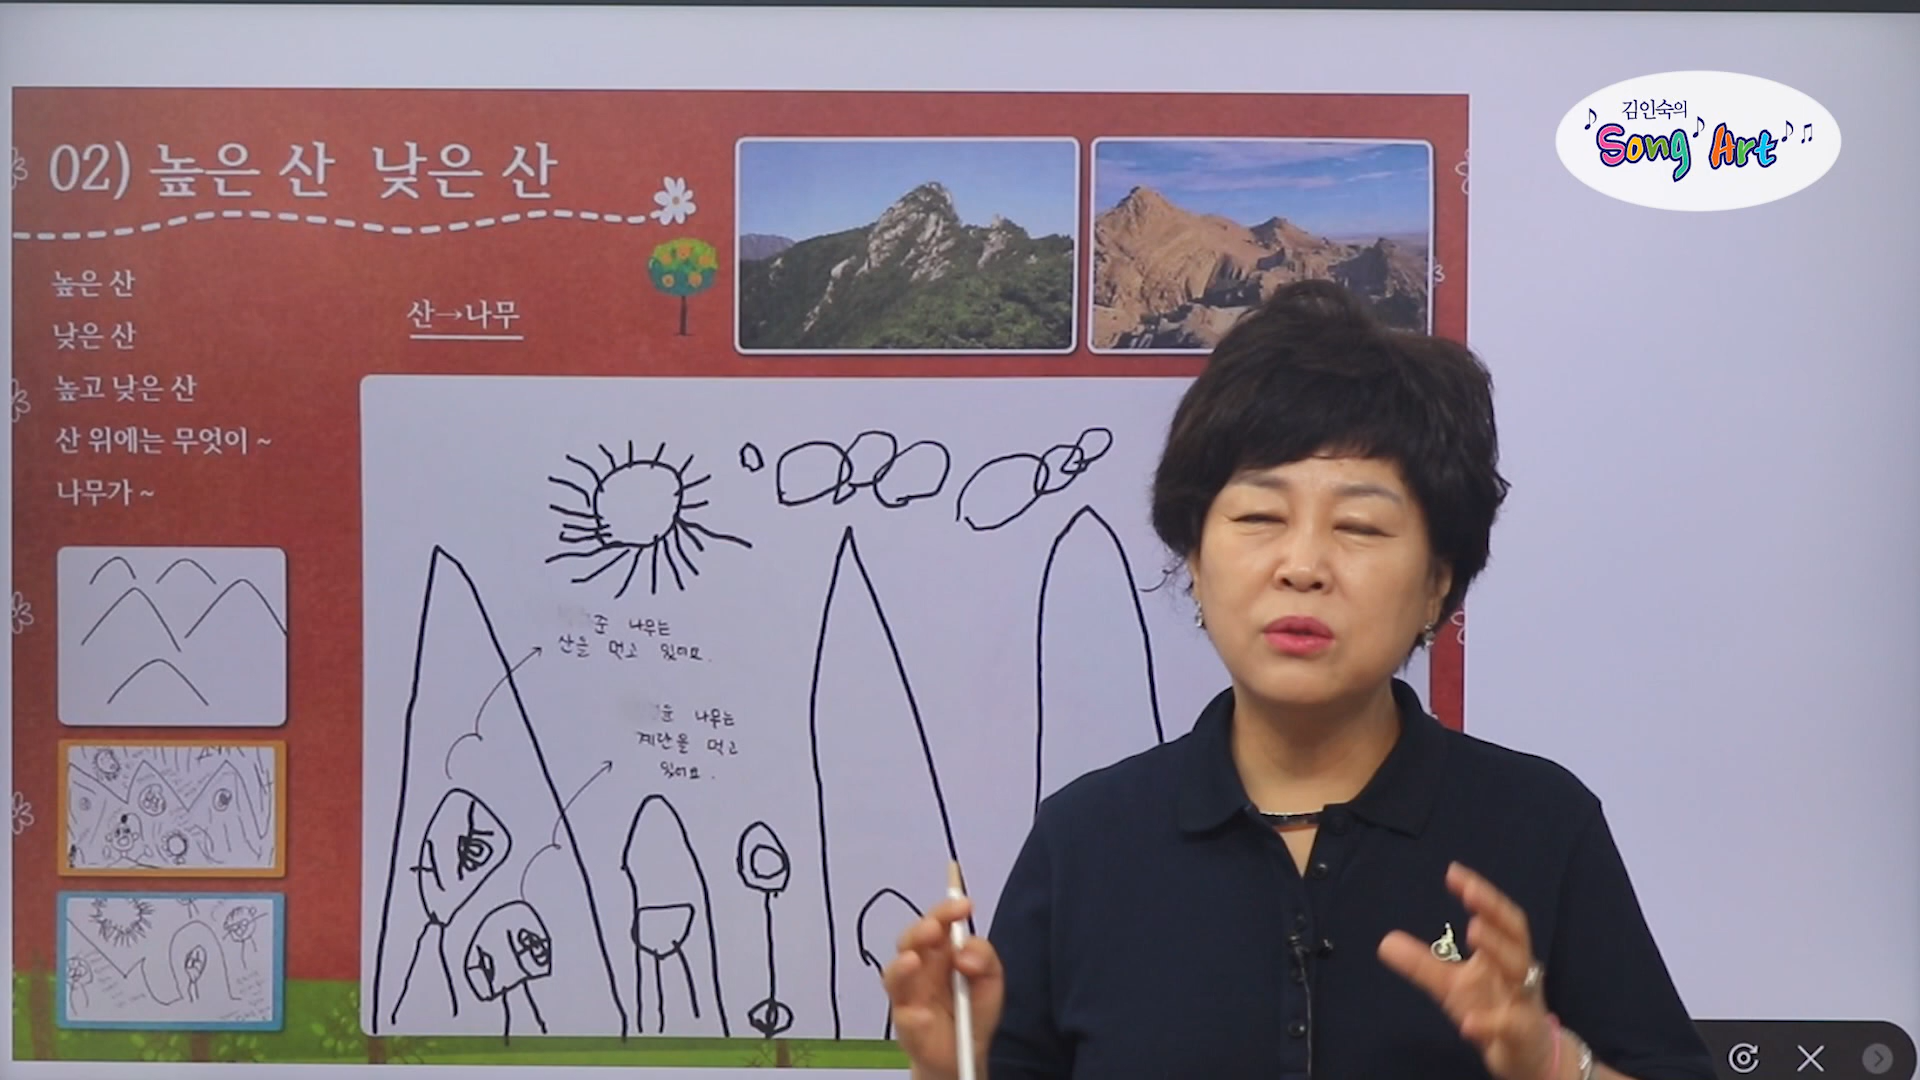 김인숙의
Song Art
02) 높은 산 낮은 산
높은 산
낮은 산
높고 낮은 산
산 위에는 무엇이 ~
나무가 ~
산→나무
준 나무는
산을 먹고 있어요.
윤 나무는
계단을 먹고
있어요.